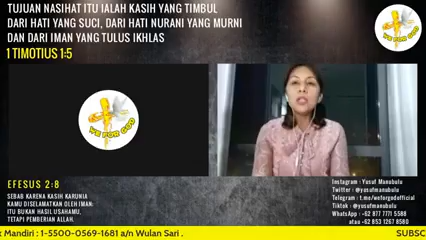 TUJUAN NASIHAT ITU IALAH KASIH YANG TIMBUL
DARI HATI YANG SUCI, DARI HATI NURANI YANG MURNI
DAN DARI IMAN YANG TULUS IKHLAS
1 TIMOTIUS 1:5
WE FOR GOD
WE FOR GOD
EFESUS 2:8
SEBAB KARENA KASIH KARUNIA
KAMU DISELAMATKAN OLEH IMAN;
ITU BUKAN HASIL USAHAMU,
TETAPI PEMBERIAN ALLAH.
Instagram : Yusuf Manubulu
Twitter : @yusufmanubulu
Telegram : t.me/weforgodofficial
Tiktok : @yusufmanubulu
WhatsApp : +62 877 7771 5588
atau +62 853 1267 8580
Mandiri : 1-5500-0569-1681 a/n Wulan Sari .
SUBSC